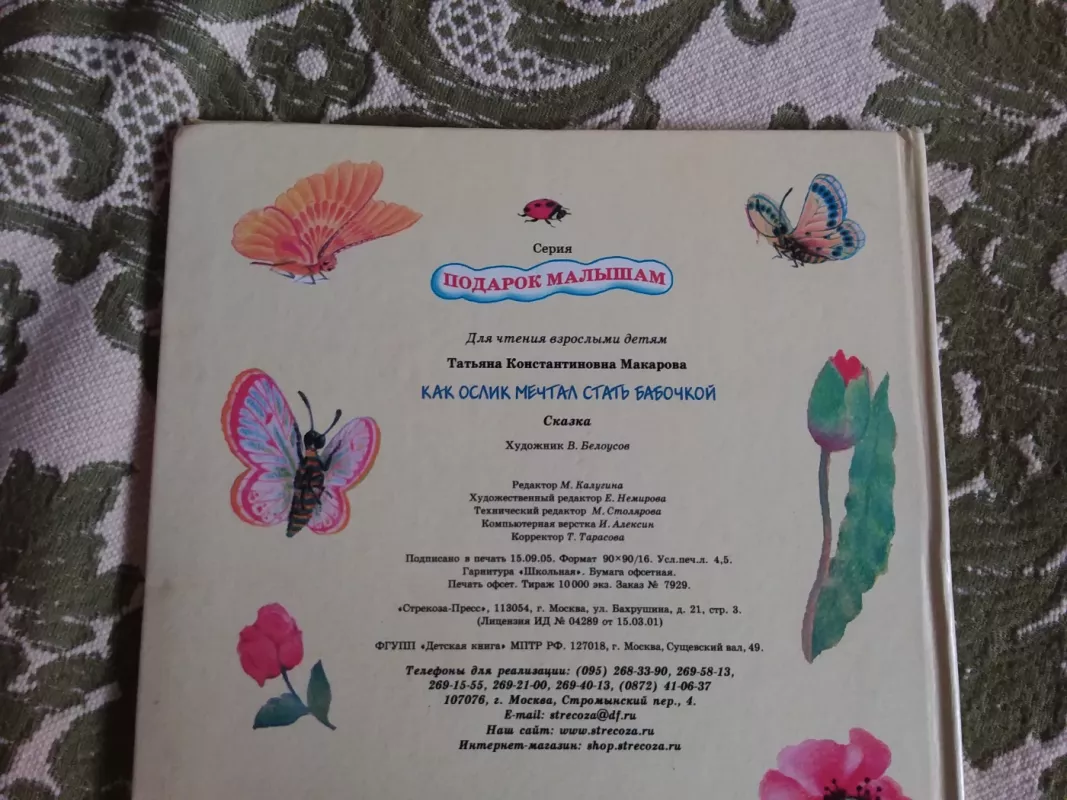 Серия
ПОДАРОК МАЛЫШАМ
Для чтения взрослыми детям
Татьяна Константиновна Макарова
КАК ОСЛИК МЕЧТАЛ СТАТЬ БАБОЧКОЙ
Сказка
Художник В. Белоусов
Редактор М. Калугина
Художественный редактор Е. Немирова
Технический редактор М. Столярова
Компьютерная верстка И. Алексин
Корректор Т. Тарасова
Подписано в печать 15.09.05. Формат 90×90/16. Усл.печ.л. 4,5.
Гарнитура «Школьная». Бумага офсетная.
Печать офсет. Тираж 10 000 экз. Заказ № 7929.
«Стрекоза-Пресс», 113054, г. Москва, ул. Бахрушина, д. 21, стр. 3.
(Лицензия ИД № 04289 от 15.03.01)
ФГУПП «Детская книга» МПТР РФ. 127018, г. Москва, Сущевский вал, 49.
Телефоны для реализации: (095) 268-33-90, 269-58-13,
269-15-55, 269-21-00, 269-40-13, (0872) 41-06-37
107076, г. Москва, Стромынский пер., 4.
E-mail: strecoza@df.ru
Наш сайт: www.strecoza.ru
Интернет-магазин: shop.strecoza.ru